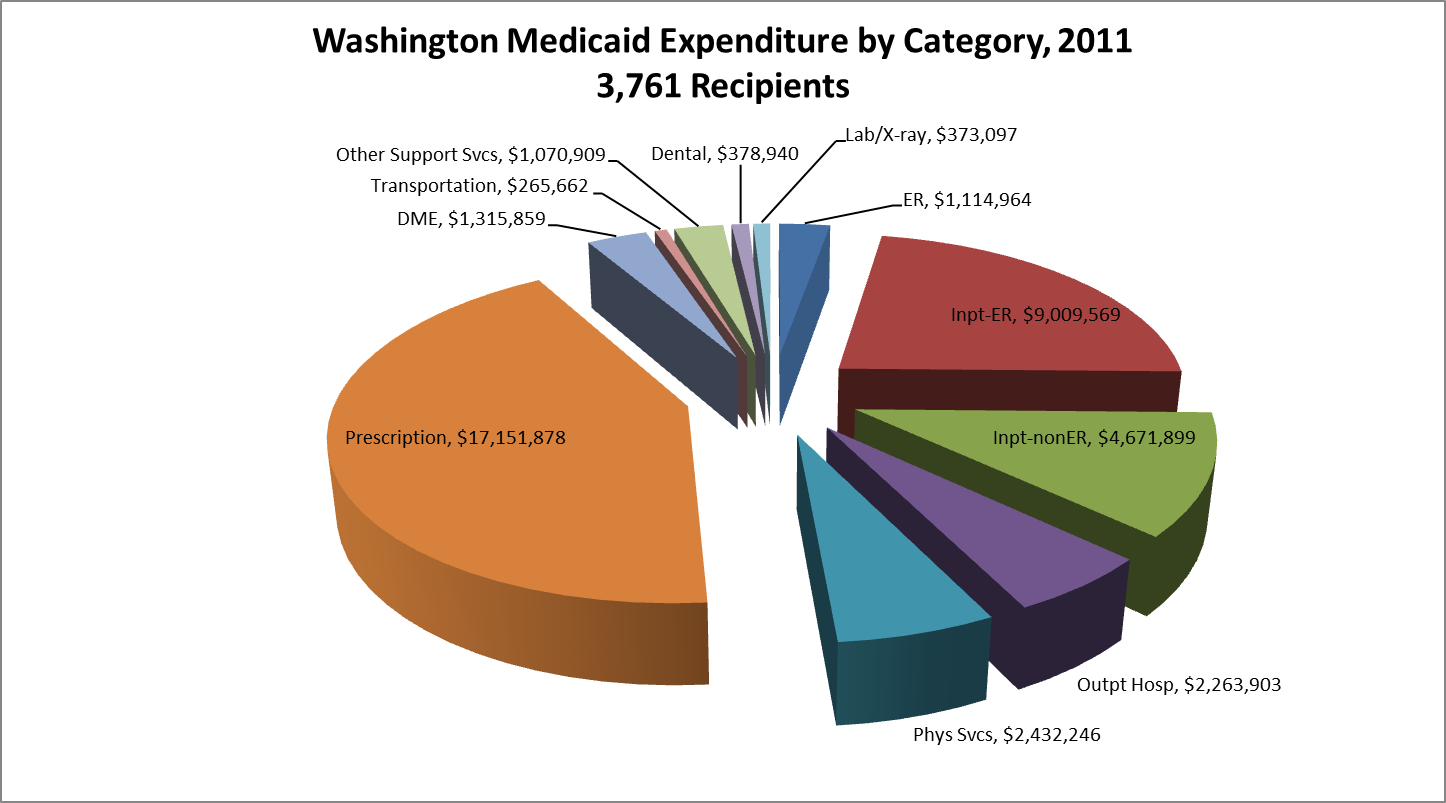 Washington Medicaid Expenditure by Category, 2011
3,761 Recipients
Lab/X-ray, $373,097
Other Support Svcs, $1,070,909
Dental, $378,940
Transportation, $265,662
ER, $1,114,964
DME, $1,315,859
Inpt-ER, $9,009,569
Prescription, $17,151,878
Inpt-nonER, $4,671,899
Outpt Hosp, $2,263,903
Phys Svcs, $2,432,246